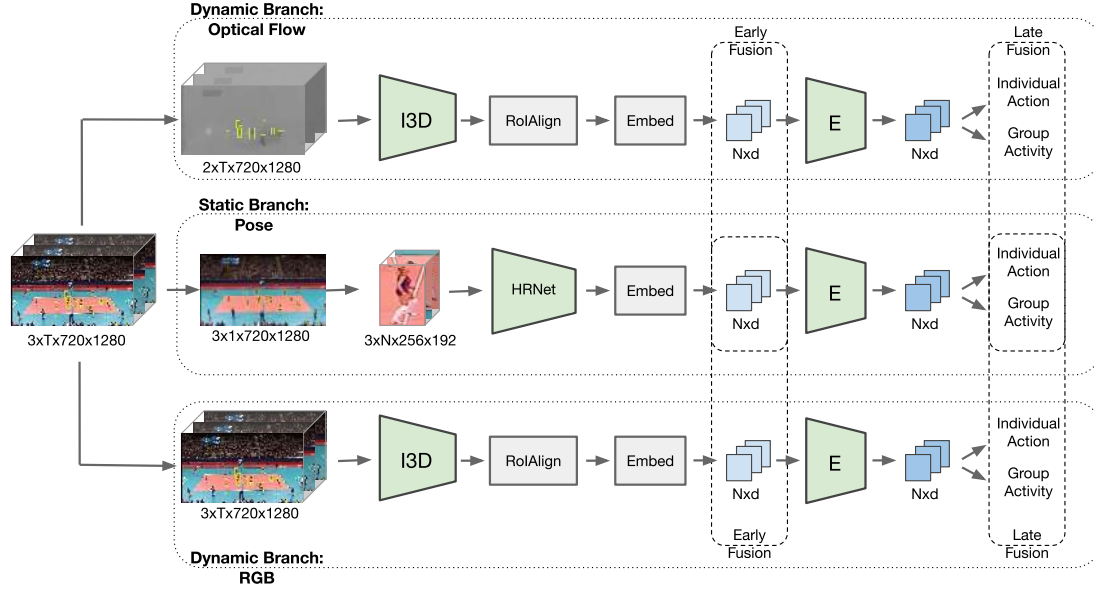 Dynamic Branch:
Optical Flow
Early
Fusion
Late
Fusion
I3D
RoIAlign
Embed
Nxd
E
Nxd
Individual
Action
Group
Activity
2xTx720x1280
Static Branch:
Pose
3xTx720x1280
3x1x720x1280
3xNx256x192
HRNet
Embed
Nxd
E
Nxd
Individual
Action
Group
Activity
3xTx720x1280
I3D
RoIAlign
Embed
Nxd
E
Nxd
Individual
Action
Group
Activity
Early
Fusion
Late
Fusion
Dynamic Branch:
RGB